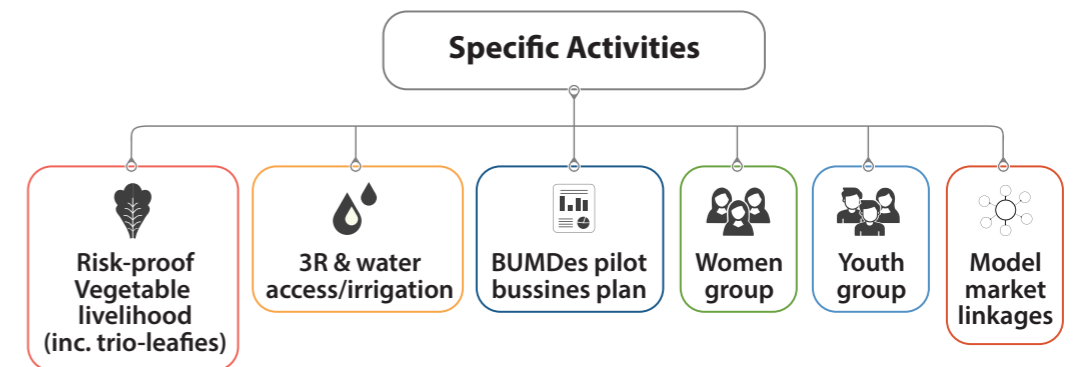 Specific Activities
Risk-proof
Vegetable
livelihood
(inc. trio-leafies)
3R & water
access/irrigation
BUMDes pilot
bussines plan
Women
group
Youth
group
Model
market
linkages